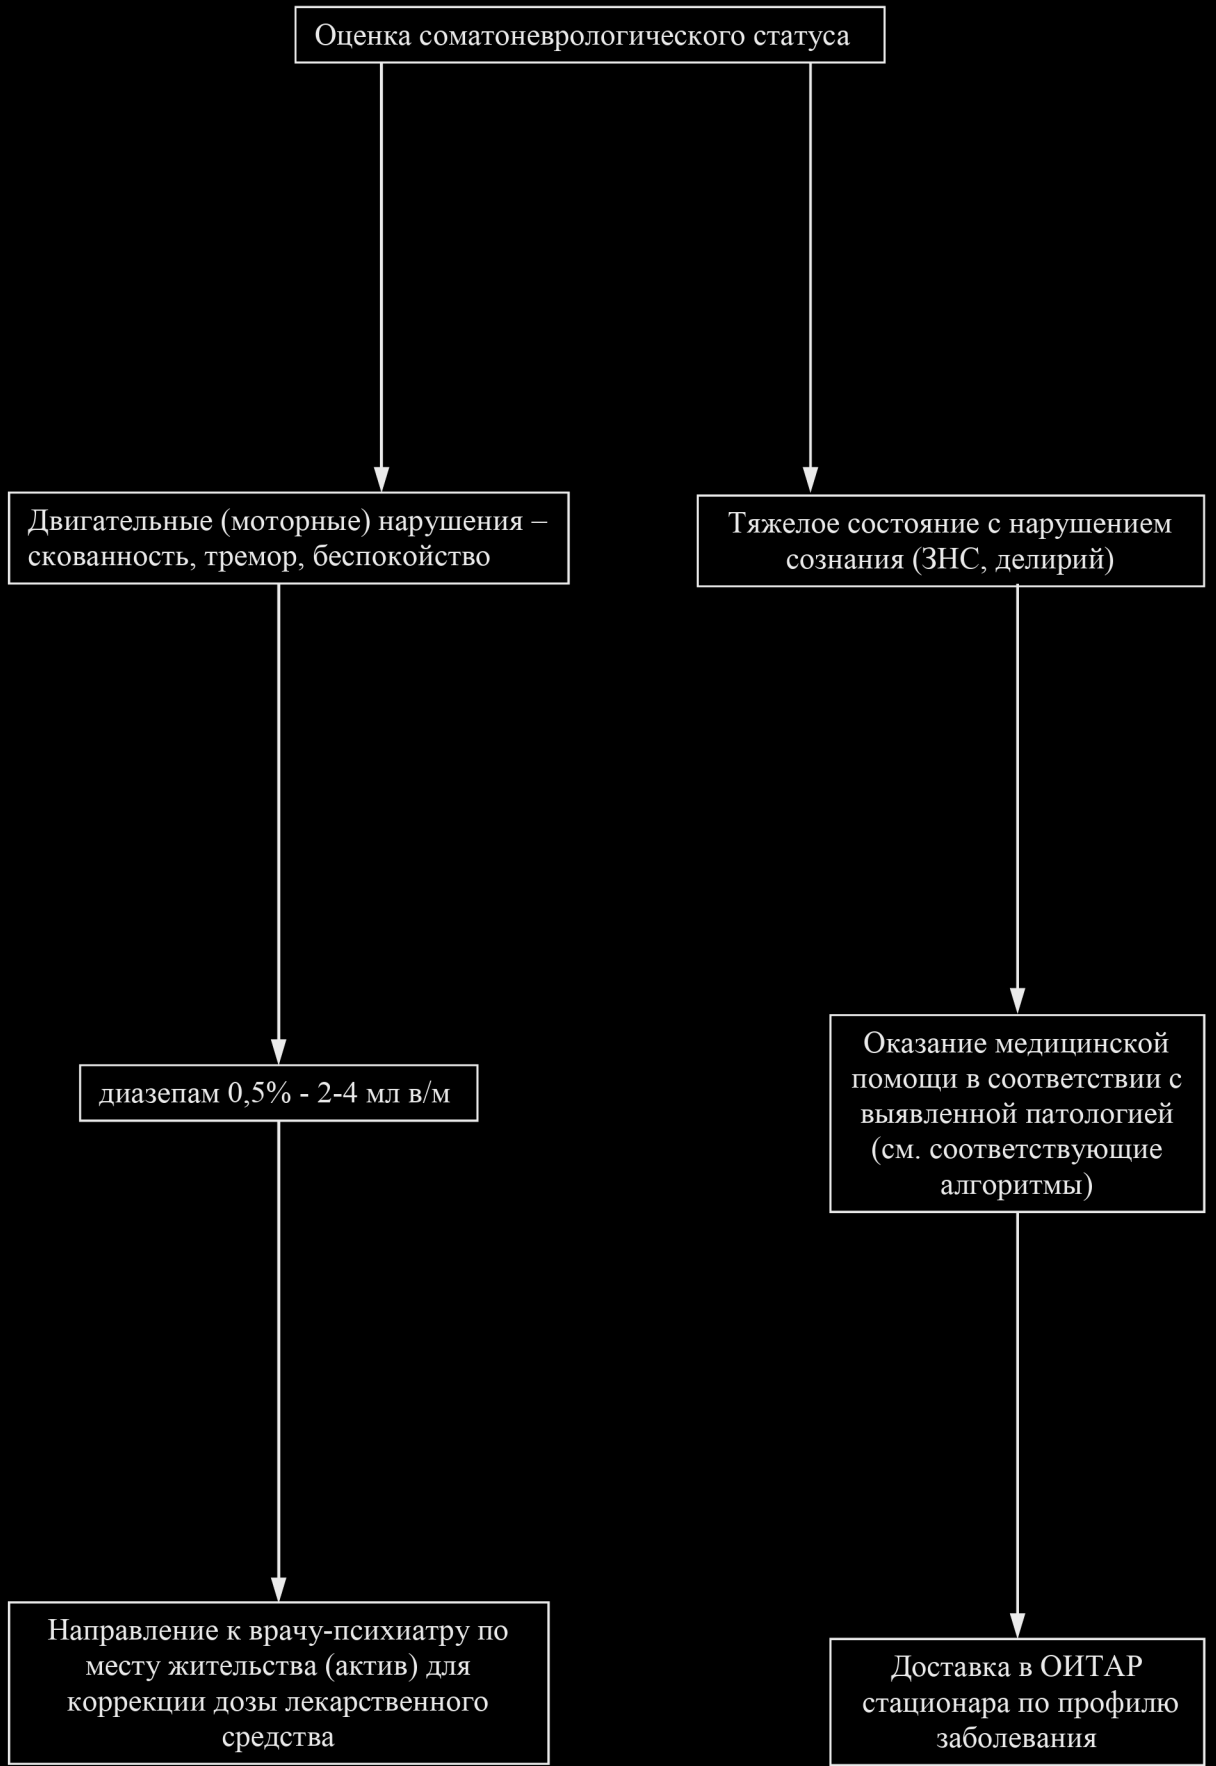 Оценка соматоневрологического статуса
Двигательные (моторные) нарушения –
скованность, тремор, беспокойство
Тяжелое состояние с нарушением
сознания (ЗНС, делирий)
диазепам 0,5% - 2-4 мл в/м
Оказание медицинской
помощи в соответствии с
выявленной патологией
(см. соответствующие
алгоритмы)
Направление к врачу-психиатру по
месту жительства (актив) для
коррекции дозы лекарственного
средства
Доставка в ОИТАР
стационара по профилю
заболевания